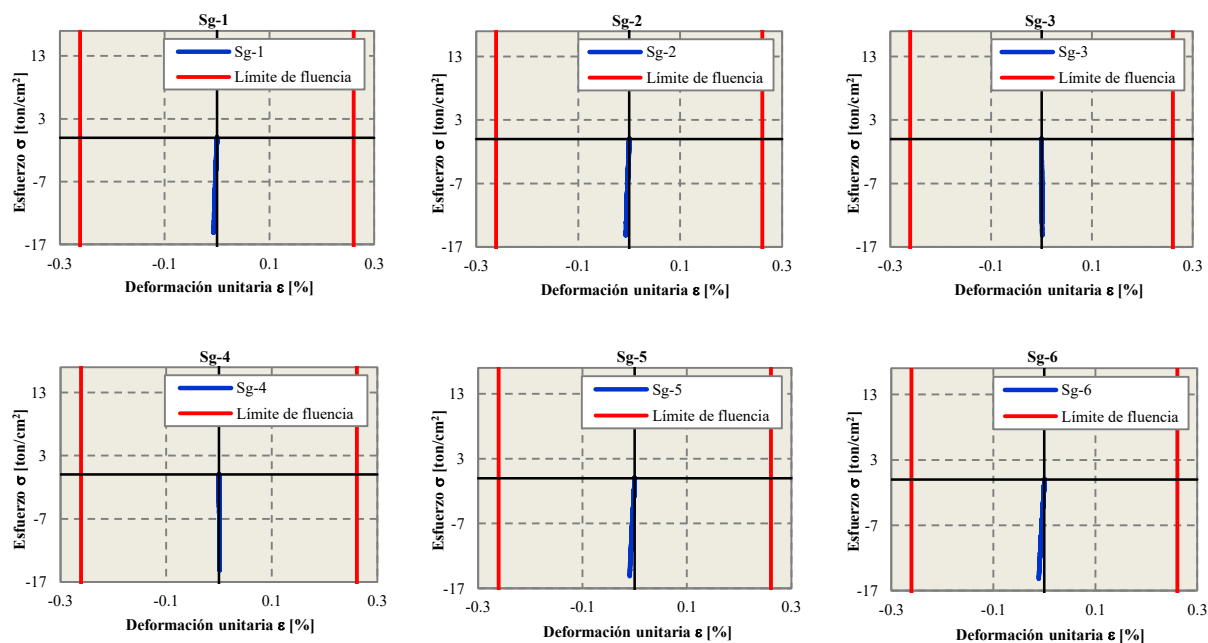 Sg-1
Esfuerzo σ [ton/cm²]
13
3
-7
-17
Sg-1
Límite de fluencia
-0.3 -0.1 0.1 0.3
Deformación unitaria ε [%]
Sg-2
Esfuerzo σ [ton/cm²]
13
3
-7
-17
Sg-2
Límite de fluencia
-0.3 -0.1 0.1 0.3
Deformación unitaria ε [%]
Sg-3
Esfuerzo σ [ton/cm²]
13
3
-7
-17
Sg-3
Límite de fluencia
-0.3 -0.1 0.1 0.3
Deformación unitaria ε [%]
Sg-4
Esfuerzo σ [ton/cm²]
13
3
-7
-17
Sg-4
Límite de fluencia
-0.3 -0.1 0.1 0.3
Deformación unitaria ε [%]
Sg-5
Esfuerzo σ [ton/cm²]
13
3
-7
-17
Sg-5
Límite de fluencia
-0.3 -0.1 0.1 0.3
Deformación unitaria ε [%]
Sg-6
Esfuerzo σ [ton/cm²]
13
3
-7
-17
Sg-6
Límite de fluencia
-0.3 -0.1 0.1 0.3
Deformación unitaria ε [%]